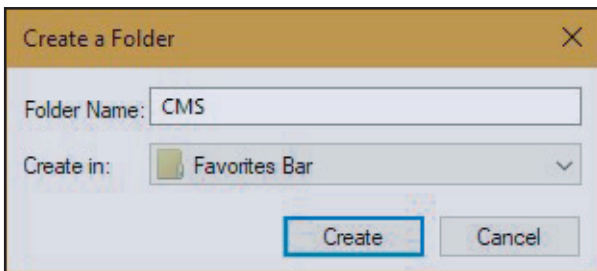 Create a Folder
Folder Name: CMS
Create in: Favorites Bar
Create Cancel